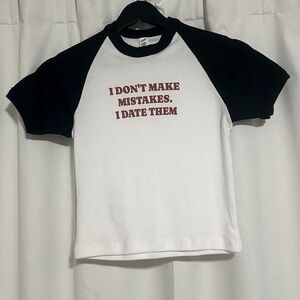 I DON'T MAKE
MISTAKES.
I DATE THEM